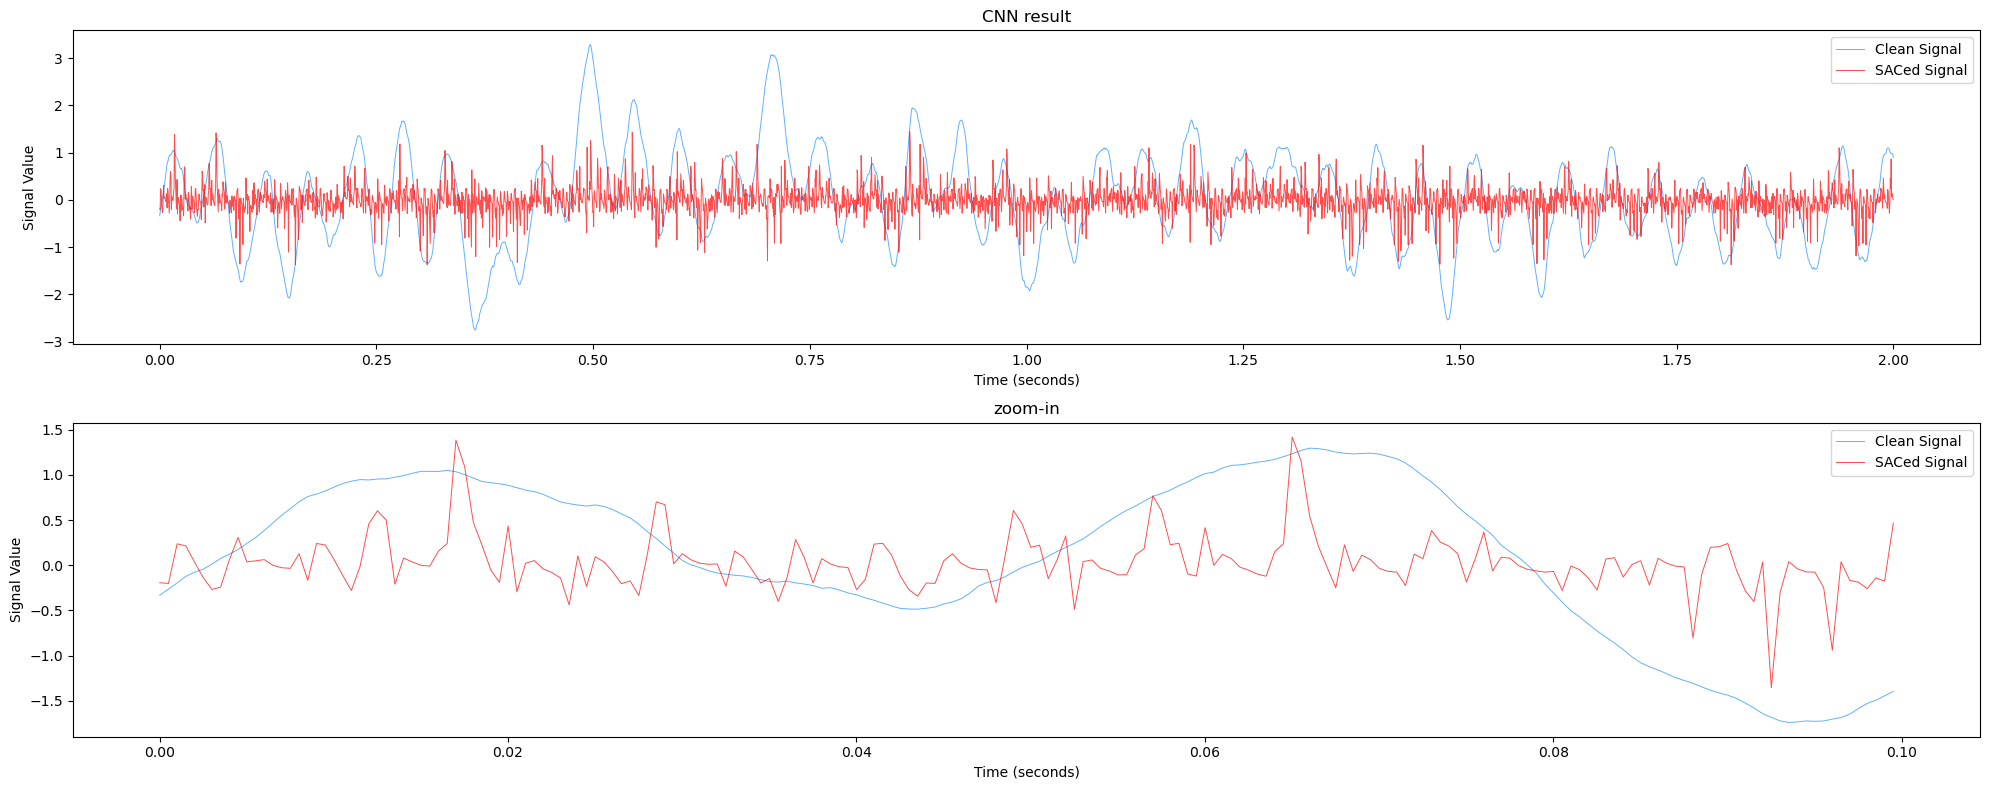 CNN result
Clean Signal
SACed Signal
Signal Value
3
2
1
0
−1
−2
−3
0.00 0.25 0.50 0.75 1.00 1.25 1.50 1.75 2.00
Time (seconds)
zoom-in
Clean Signal
SACed Signal
Signal Value
1.5
1.0
0.5
0.0
−0.5
−1.0
−1.5
0.00 0.02 0.04 0.06 0.08 0.10
Time (seconds)